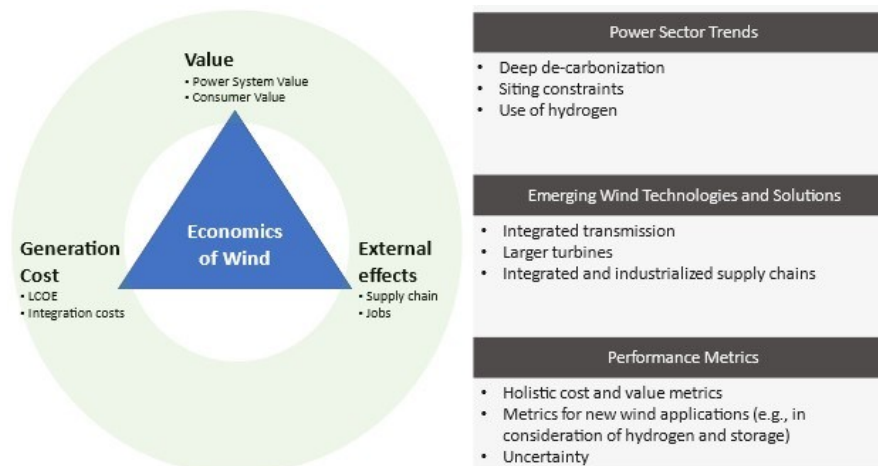 Value
• Power System Value
• Consumer Value
Economics
of Wind
Generation
Cost
• LCOE
• Integration costs
External
effects
• Supply chain
• Jobs
Power Sector Trends
• Deep de-carbonization
• Siting constraints
• Use of hydrogen
Emerging Wind Technologies and Solutions
• Integrated transmission
• Larger turbines
• Integrated and industrialized supply chains
Performance Metrics
• Holistic cost and value metrics
• Metrics for new wind applications (e.g., in
consideration of hydrogen and storage)
• Uncertainty